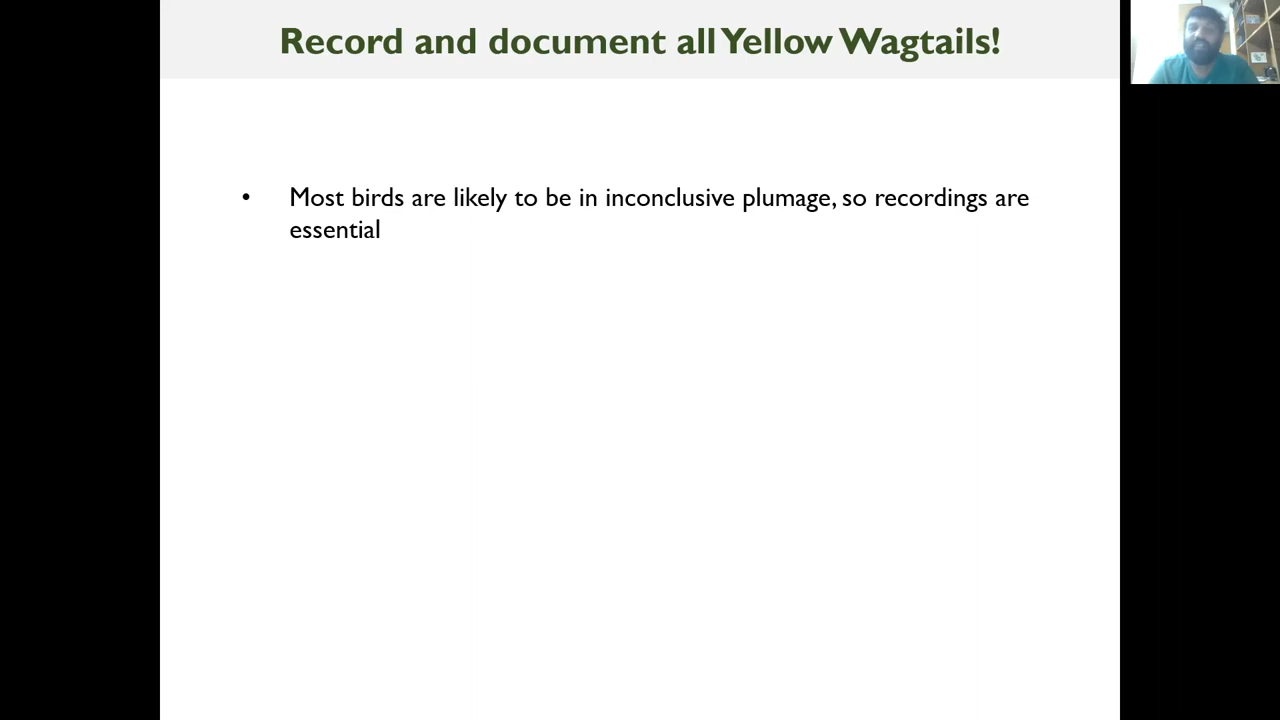 Record and document all Yellow Wagtails!
• Most birds are likely to be in inconclusive plumage, so recordings are
essential